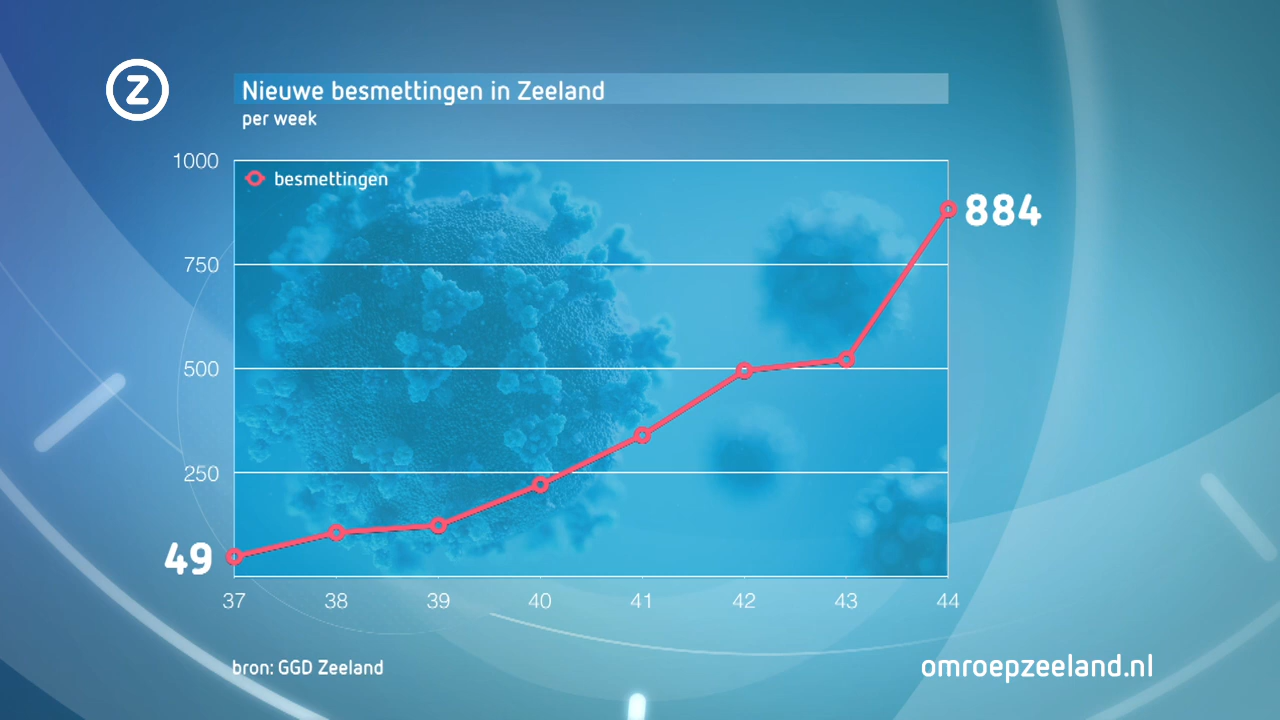 Z
Nieuwe besmettingen in Zeeland
per week
1000
besmettingen
884
750
500
250
49
37 38 39 40 41 42 43 44
bron: GGD Zeeland
omroepzeeland.nl